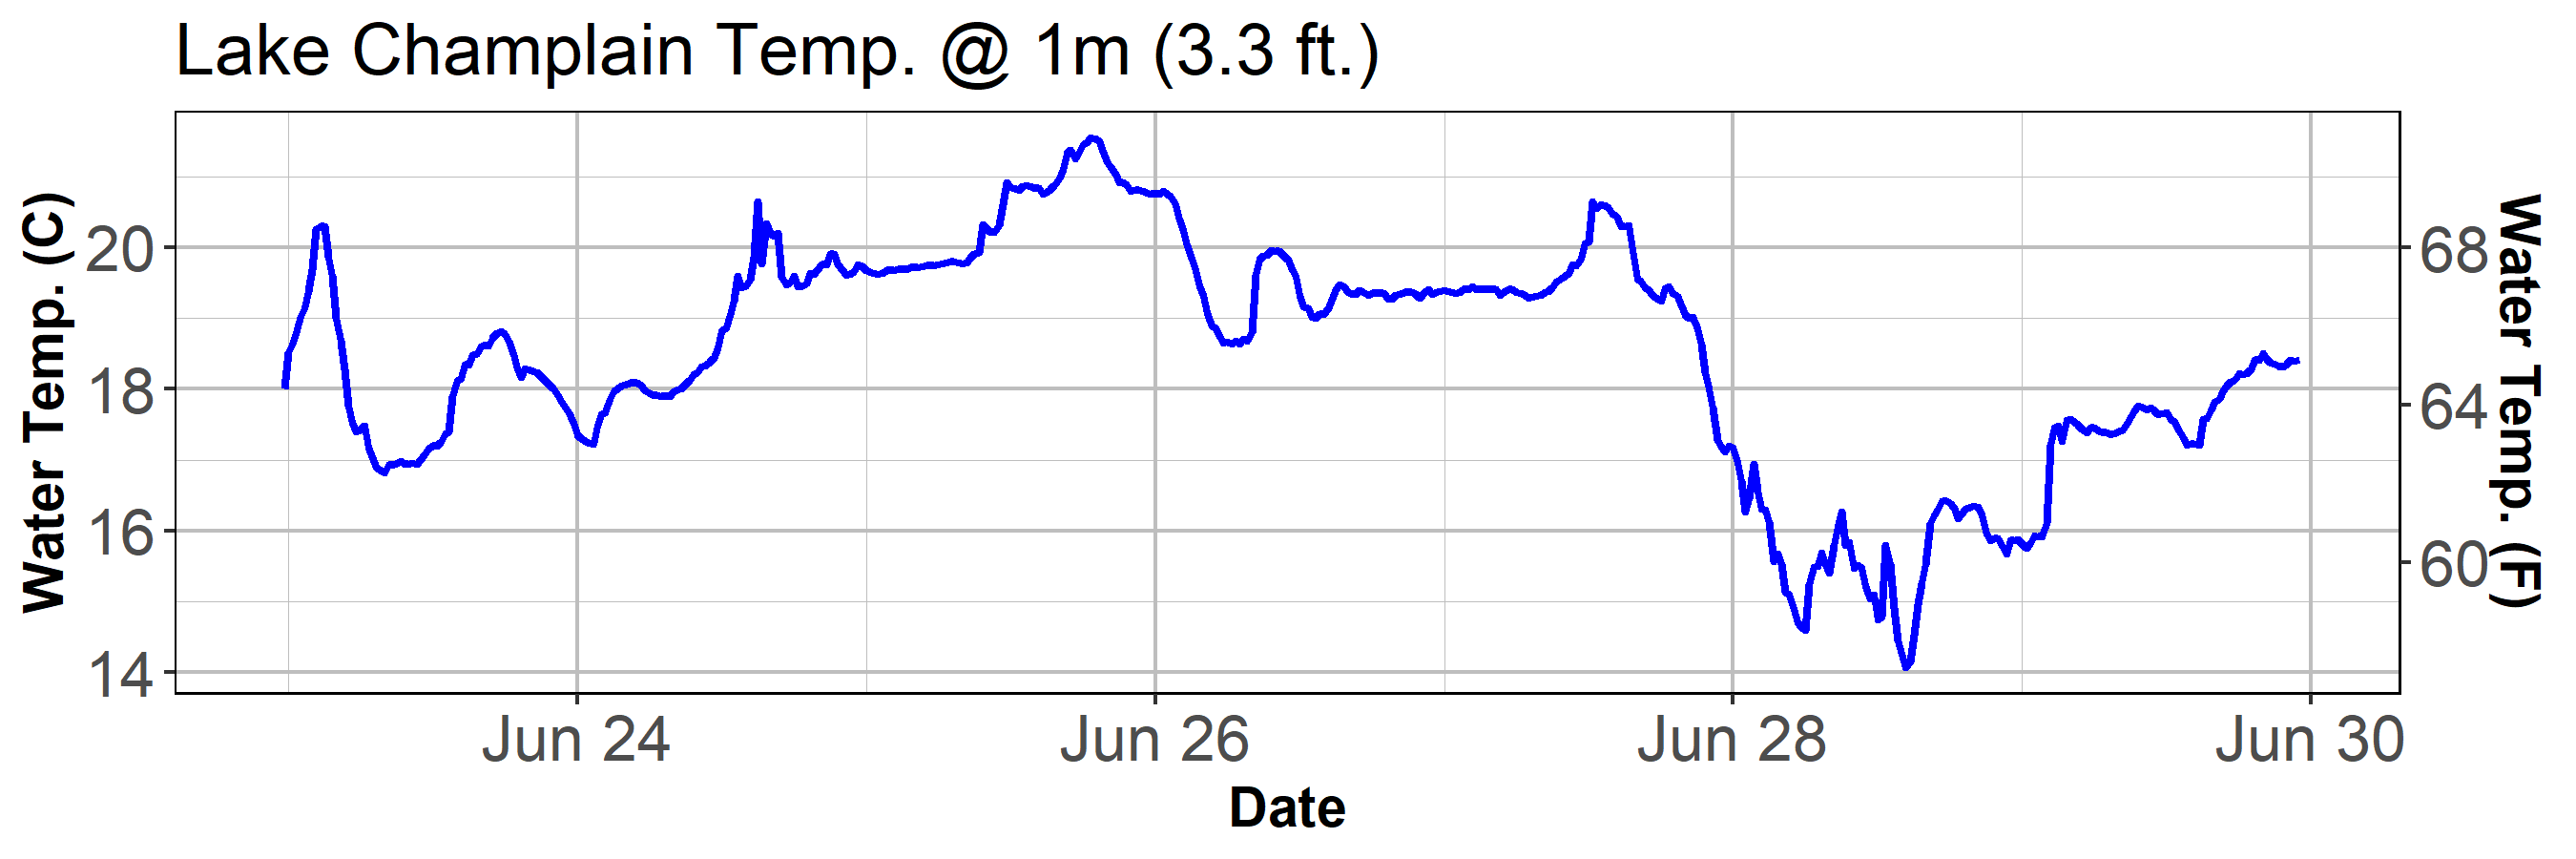 Lake Champlain Temp. @ 1m (3.3 ft.)
Water Temp. (C)
20
18
16
14
68
64
60
Water Temp. (F)
Jun 24 Jun 26 Jun 28 Jun 30
Date